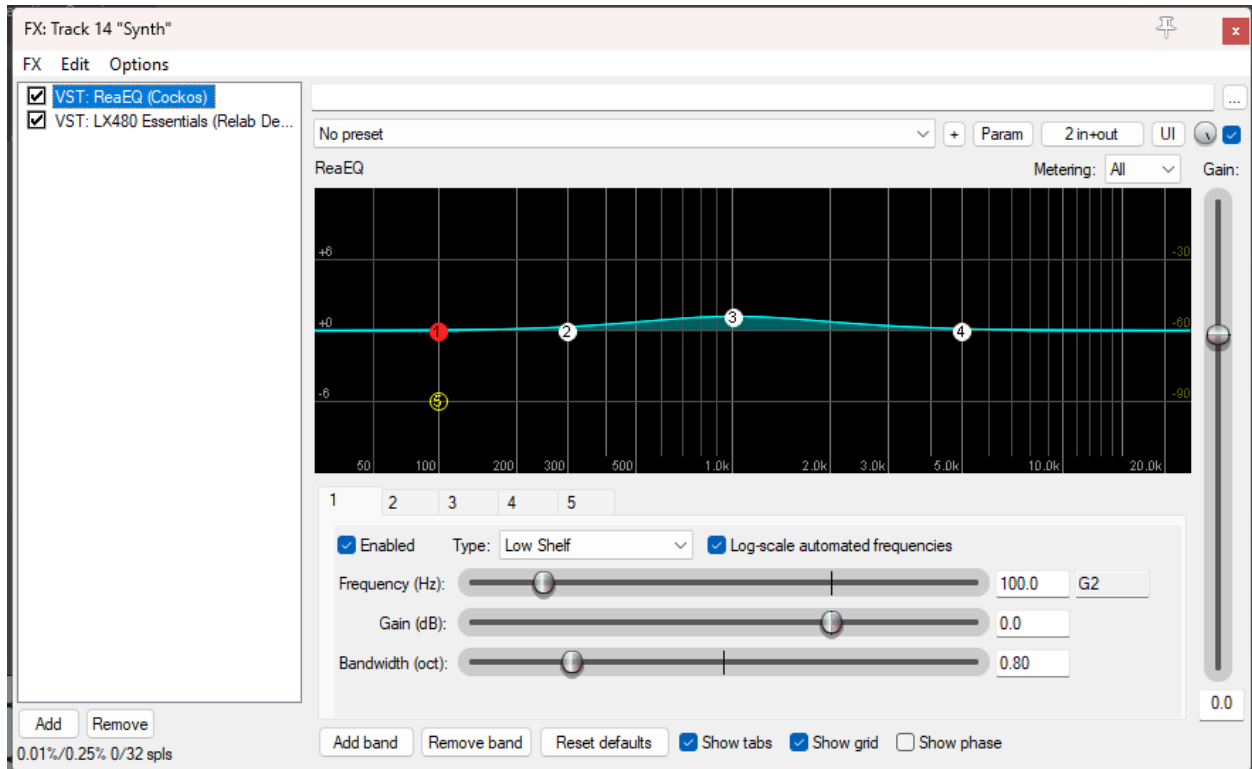 FX: Track 14 "Synth"
x
FX Edit Options
VST: ReaEQ (Cockos)
VST: LX480 Essentials (Relab De...
...
No preset
+
Param
2 in+out
UI
ReaEQ
Metering: All
Gain:
+6
-30
+0
-60
-6
-90
1
2
3
4
5
50 100 200 300 500 1.0k 2.0k 3.0k 5.0k 10.0k 20.0k
1 2 3 4 5
Enabled Type: Low Shelf Log-scale automated frequencies
Frequency (Hz): 100.0 G2
Gain (dB): 0.0
Bandwidth (oct): 0.80
0.0
Add Remove
0.01%/0.25% 0/32 spls
Add band Remove band Reset defaults Show tabs Show grid Show phase